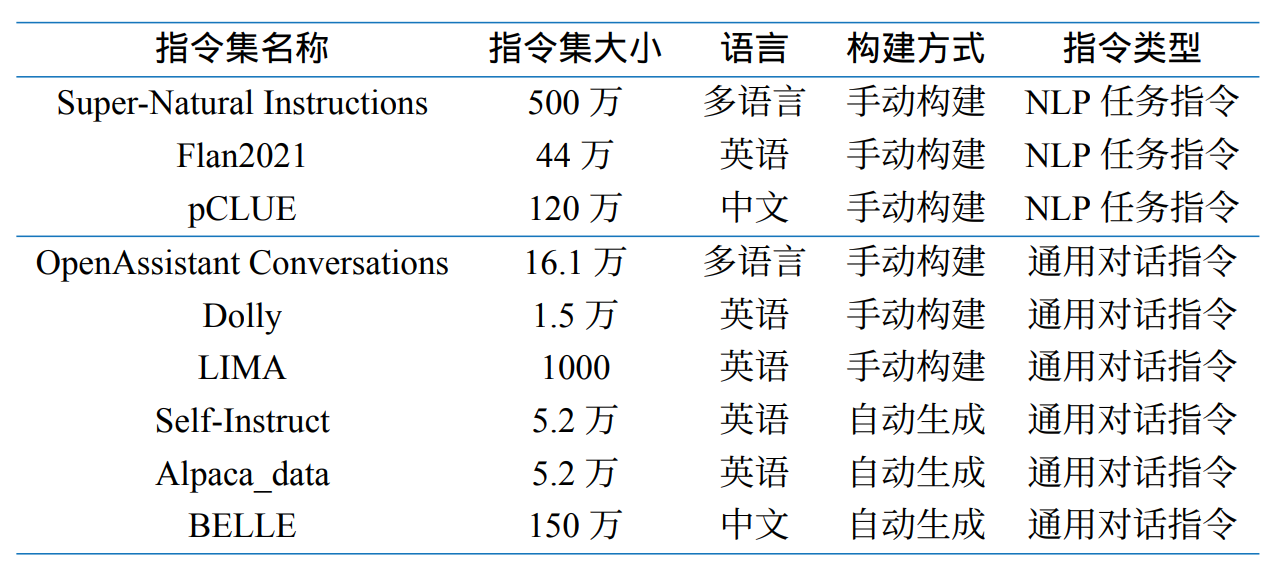 指令集名称 指令集大小 语言 构建方式 指令类型
Super-Natural Instructions 500 万 多语言 手动构建 NLP 任务指令
Flan2021 44 万 英语 手动构建 NLP 任务指令
pCLUE 120 万 中文 手动构建 NLP 任务指令
OpenAssistant Conversations 16.1 万 多语言 手动构建 通用对话指令
Dolly 1.5 万 英语 手动构建 通用对话指令
LIMA 1000 英语 手动构建 通用对话指令
Self-Instruct 5.2 万 英语 自动生成 通用对话指令
Alpaca_data 5.2 万 英语 自动生成 通用对话指令
BELLE 150 万 中文 自动生成 通用对话指令